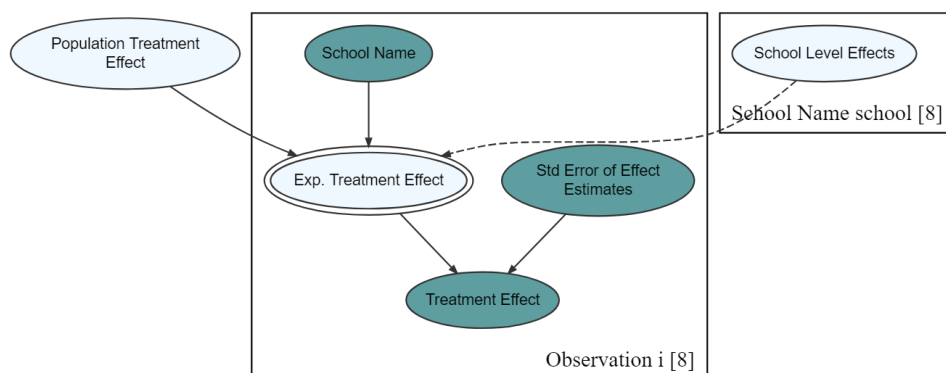 Population Treatment
Effect
School Name
School Level Effects
School Name school [8]
Exp. Treatment Effect
Std Error of Effect
Estimates
Treatment Effect
Observation i [8]